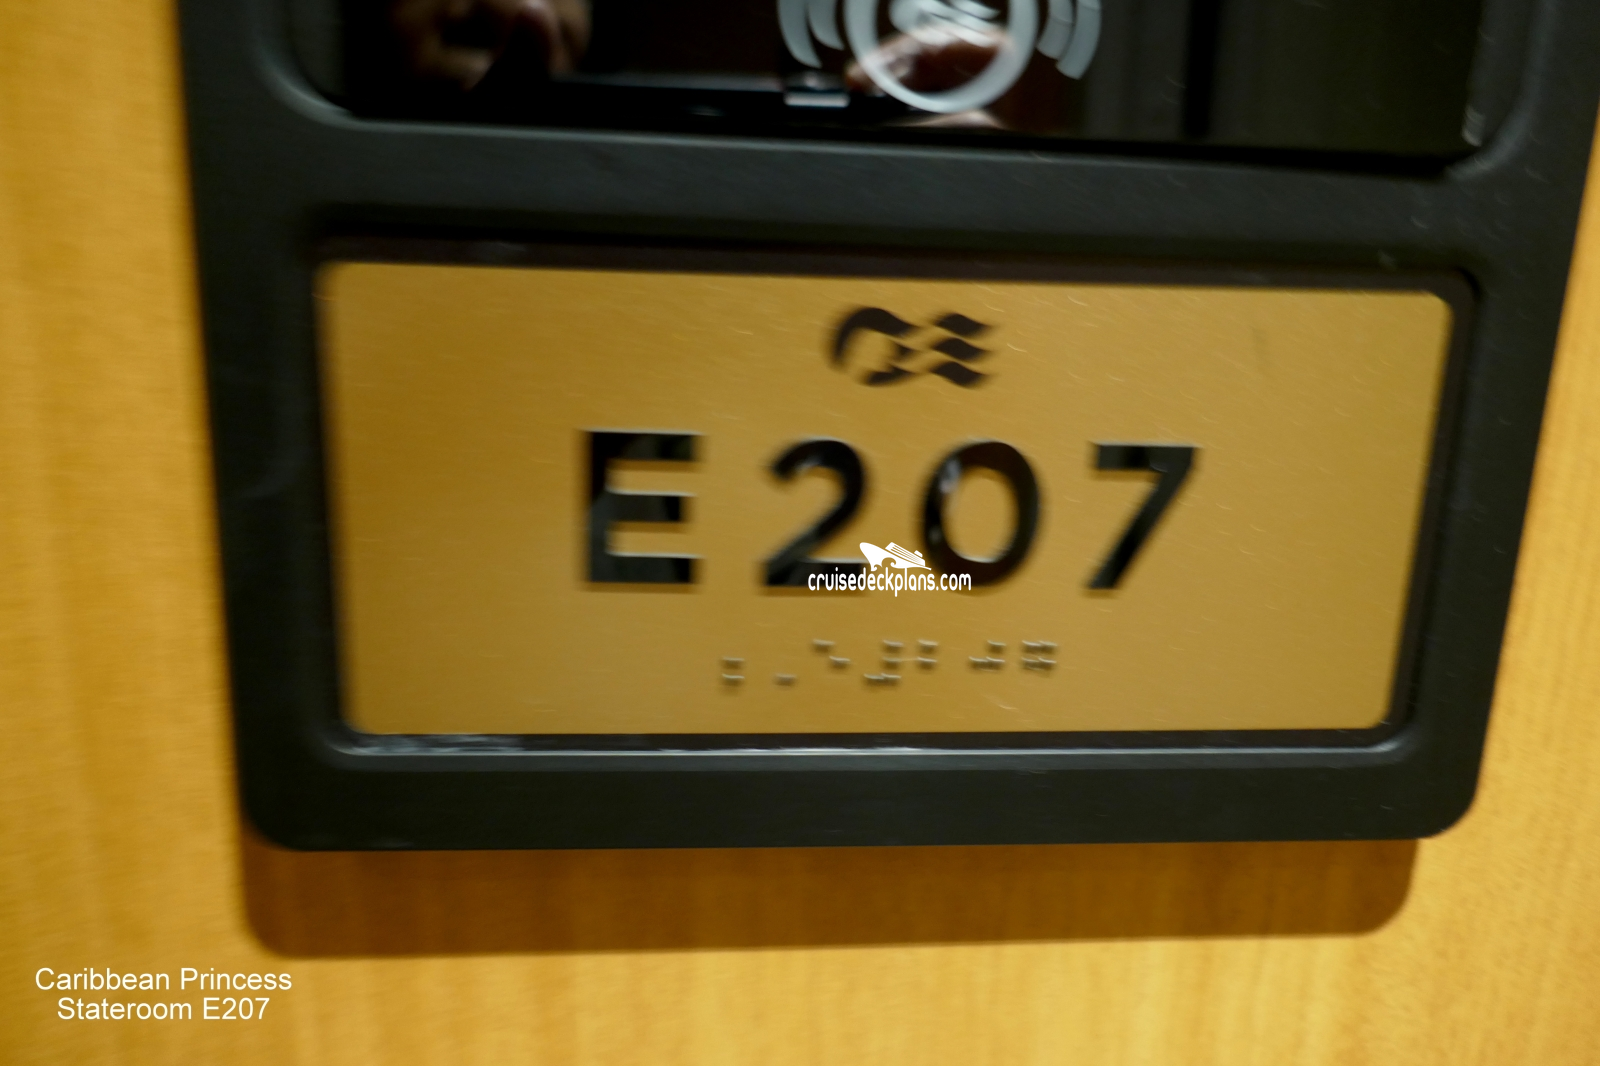 E207
cruisedeckplans.com
Caribbean Princess
Stateroom E207